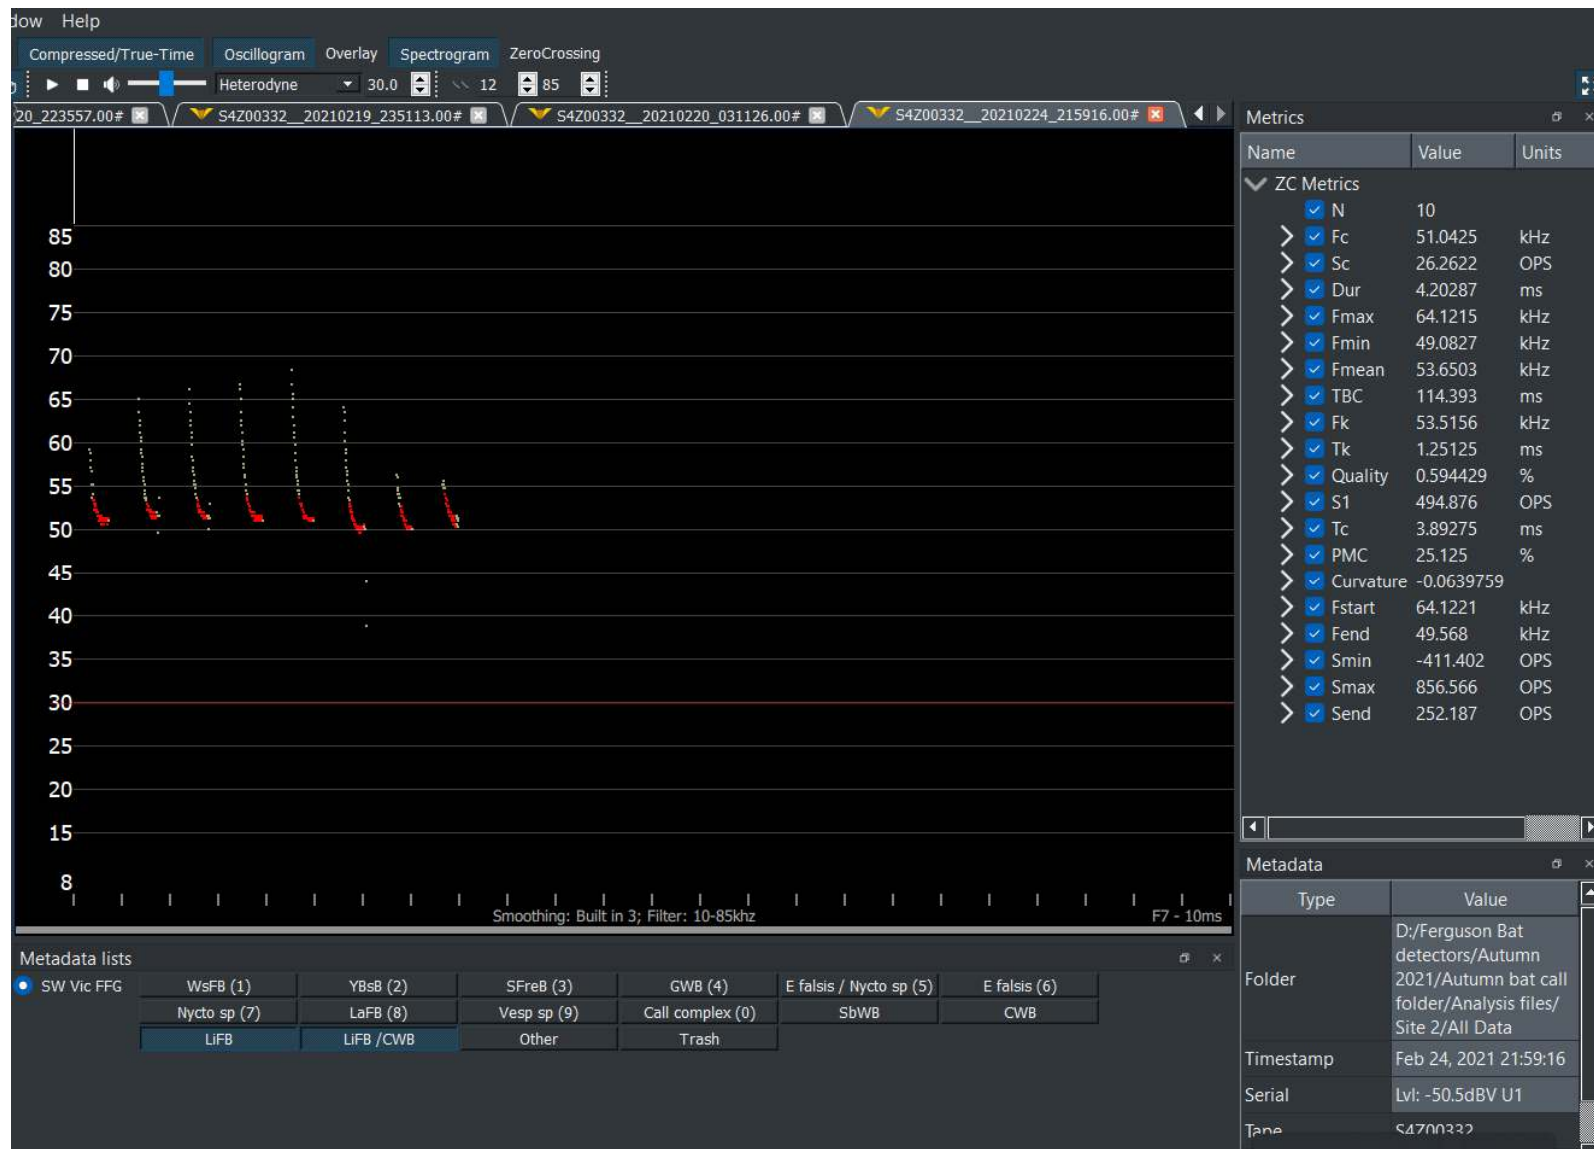 dow Help
Compressed/True-Time Oscillogram Overlay Spectrogram ZeroCrossing
Heterodyne 30.0 12 85
20_223557.00# S4Z00332__20210219_235113.00# S4Z00332__20210220_031126.00# S4Z00332__20210224_215916.00#
85
80
75
70
65
60
55
50
45
40
35
30
25
20
15
8
Smoothing: Built in 3; Filter: 10-85khz F7 - 10ms
Metrics
Name Value Units
ZC Metrics
N 10
Fc 51.0425 kHz
Sc 26.2622 OPS
Dur 4.20287 ms
Fmax 64.1215 kHz
Fmin 49.0827 kHz
Fmean 53.6503 kHz
TBC 114.393 ms
Fk 53.5156 kHz
Tk 1.25125 ms
Quality 0.594429 %
S1 494.876 OPS
Tc 3.89275 ms
PMC 25.125 %
Curvature -0.0639759
Fstart 64.1221 kHz
Fend 49.568 kHz
Smin -411.402 OPS
Smax 856.566 OPS
Send 252.187 OPS
Metadata lists
SW Vic FFG WsFB (1) YBsB (2) SFreB (3) GWB (4) E falsis / Nycto sp (5) E falsis (6)
Nycto sp (7) LaFB (8) Vesp sp (9) Call complex (0) SbWB CWB
LiFB LiFB /CWB Other Trash
Metadata
Type Value
Folder D:/Ferguson Bat
detectors/Autumn
2021/Autumn bat call
folder/Analysis files/
Site 2/All Data
Timestamp Feb 24, 2021 21:59:16
Serial Lvl: -50.5dBV U1
Tape S4Z00332